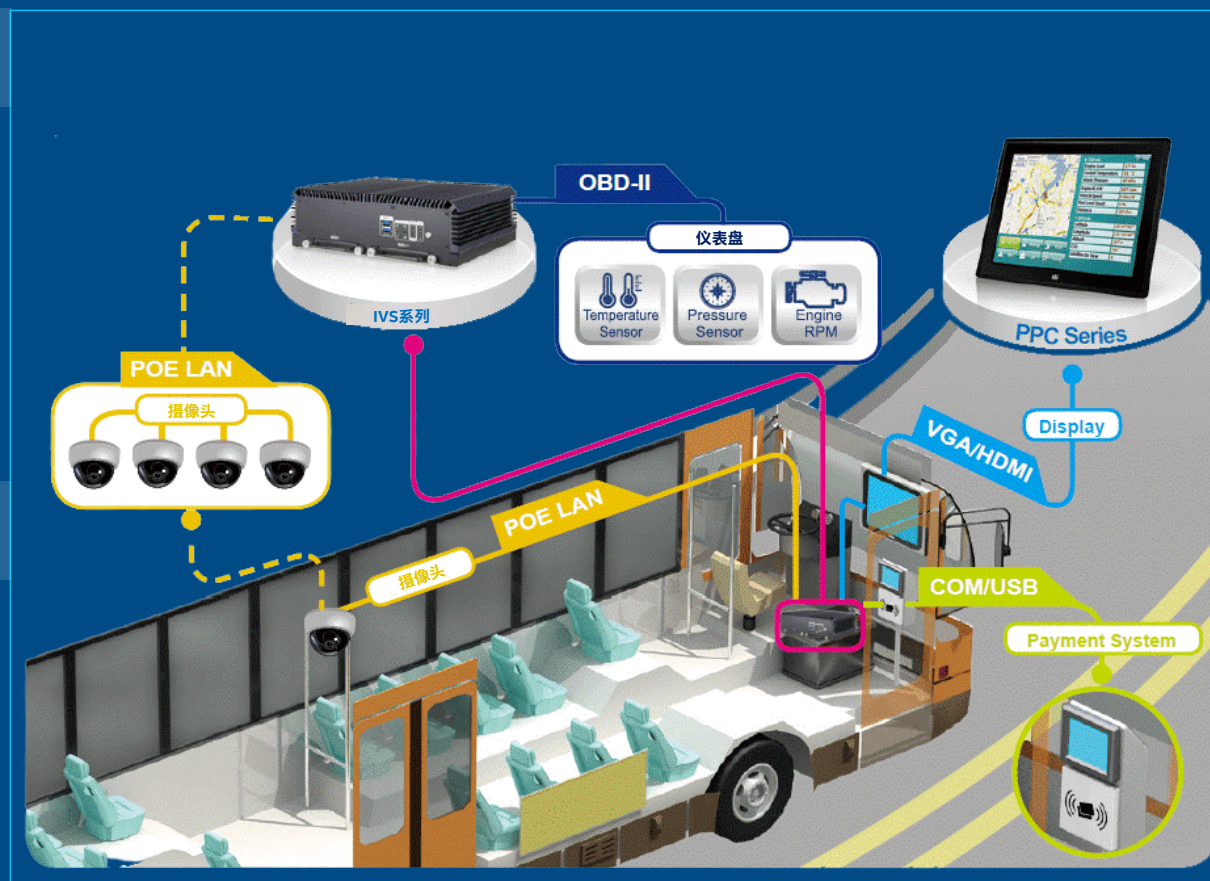 OBD-II
仪表盘
Temperature
Sensor
Pressure
Sensor
Engine
RPM
IVS系列
PPC Series
POE LAN
摄像头
Display
VGA/HDMI
POE LAN
摄像头
COM/USB
Payment System